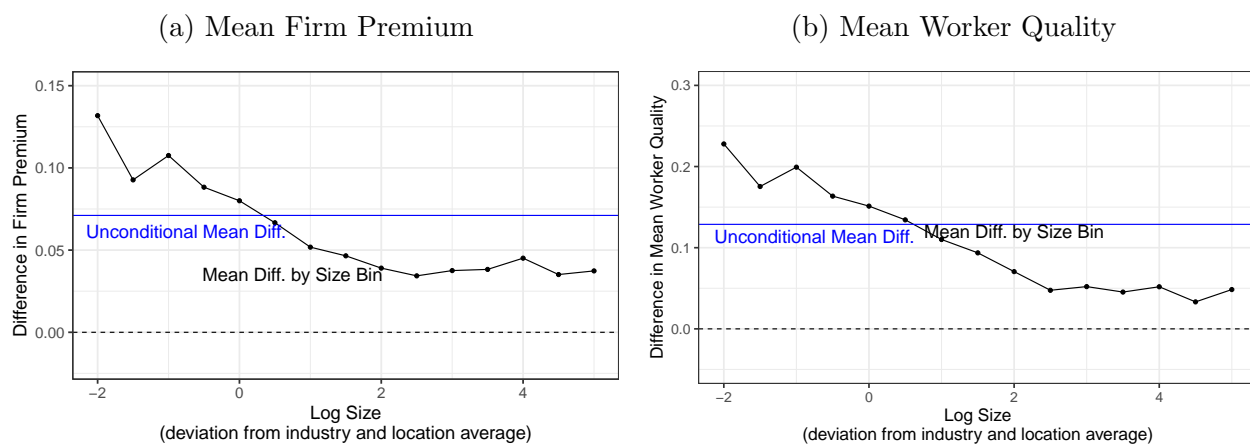 (a) Mean Firm Premium
Difference in Firm Premium
0.15
0.10
0.05
0.00
Unconditional Mean Diff.
Mean Diff. by Size Bin
−2
0
2
4
Log Size
(deviation from industry and location average)
(b) Mean Worker Quality
Difference in Mean Worker Quality
0.3
0.2
0.1
0.0
Unconditional Mean Diff.
Mean Diff. by Size Bin
−2
0
2
4
Log Size
(deviation from industry and location average)